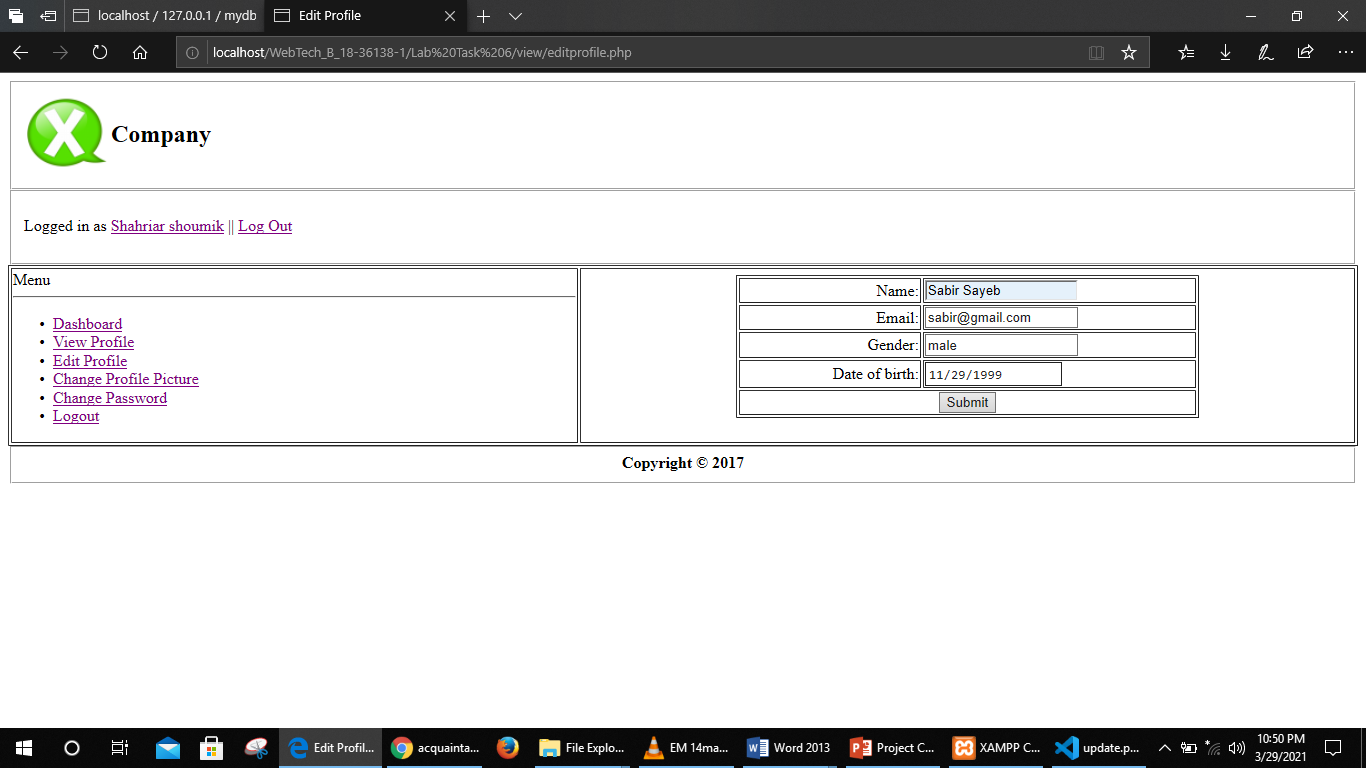 localhost / 127.0.0.1 / mydb
Edit Profile
localhost/WebTech_B_18-36138-1/Lab%20Task%206/view/editprofile.php
X Company
Logged in as Shahriar shoumik || Log Out
Menu
• Dashboard
• View Profile
• Edit Profile
• Change Profile Picture
• Change Password
• Logout
Name: Sabir Sayeb
Email: sabir@gmail.com
Gender: male
Date of birth: 11/29/1999
Submit
Copyright © 2017
Edit Profil... acquainta... File Explo... EM 14ma... Word 2013 Project C... XAMPP C... update.p...
10:50 PM
3/29/2021